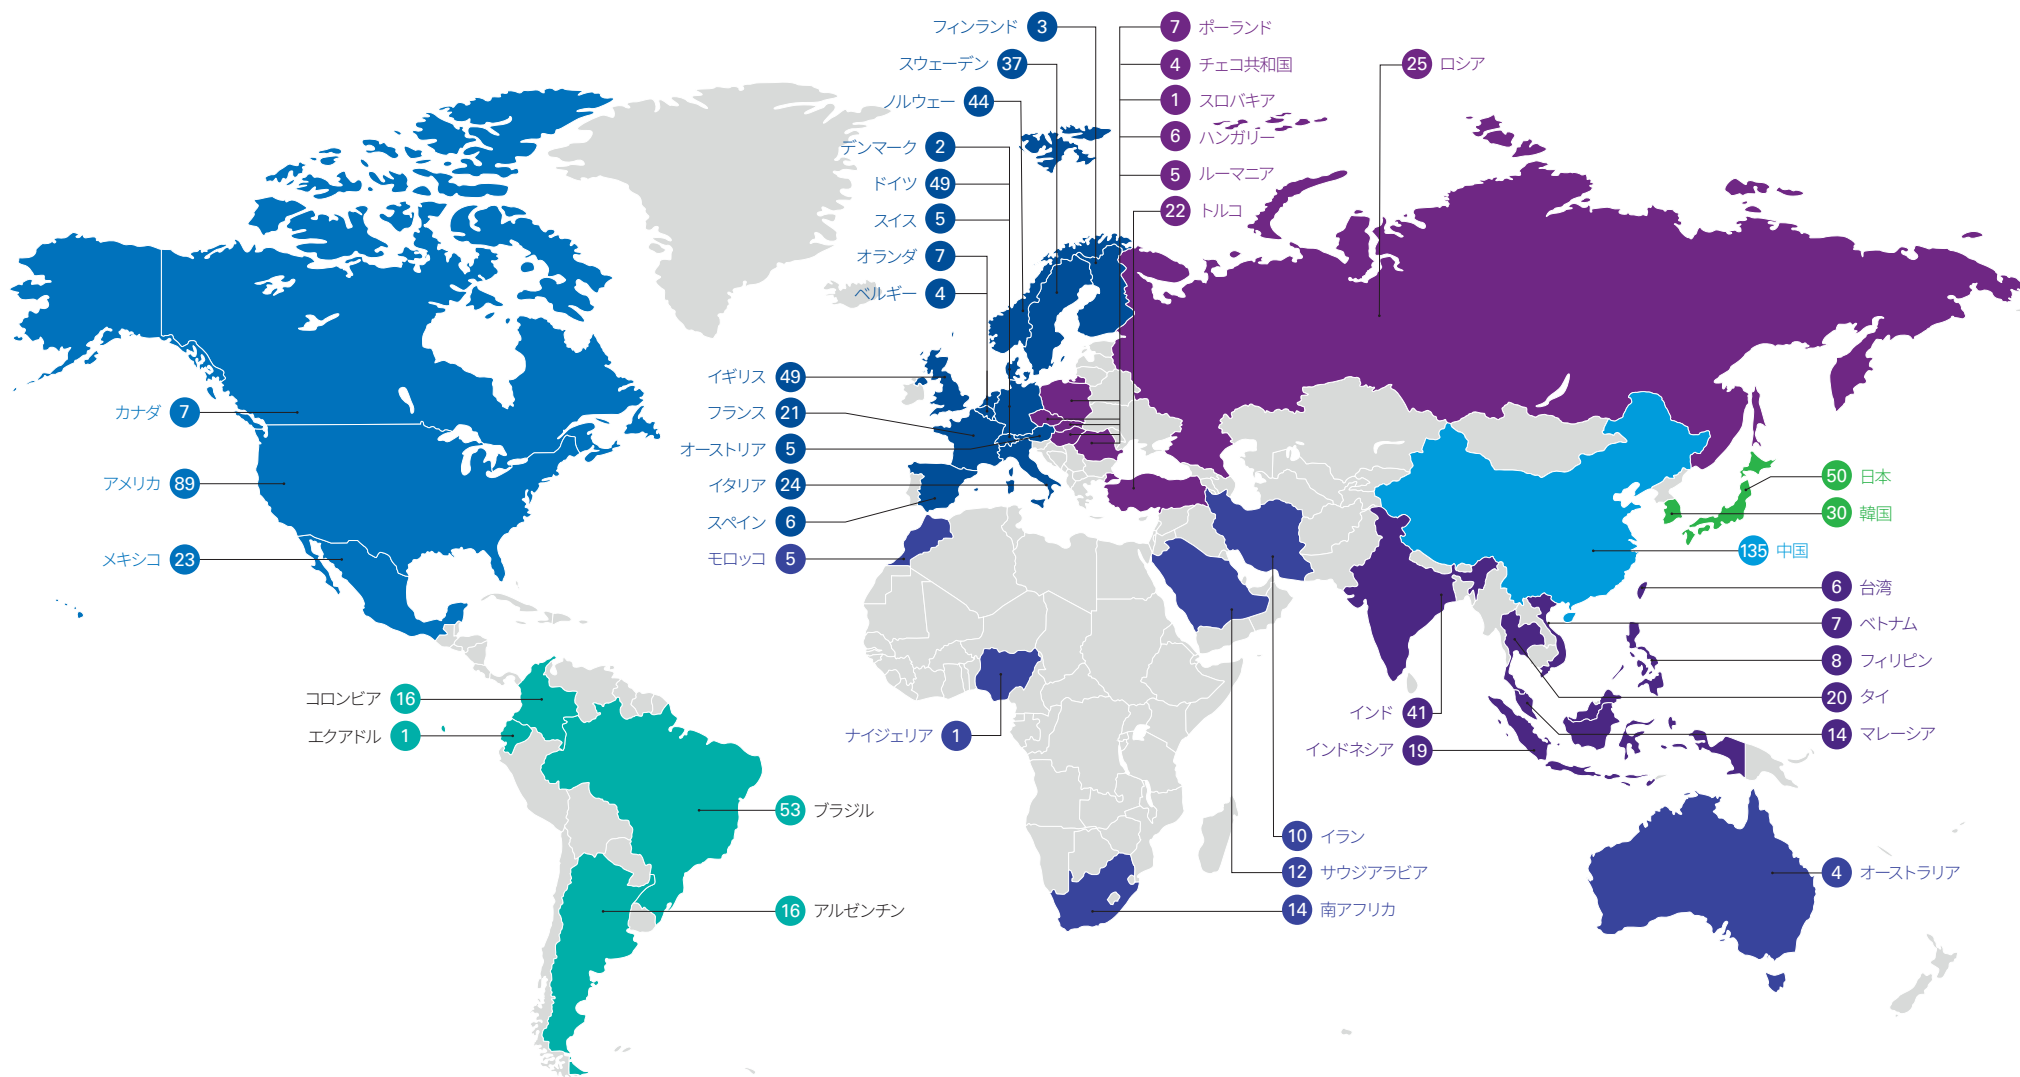 フィンランド 3
スウェーデン 37
ノルウェー 44
デンマーク 2
ドイツ 49
スイス 5
オランダ 7
ベルギー 4
イギリス 49
フランス 21
オーストリア 5
イタリア 24
スペイン 6
モロッコ 5
7 ポーランド
4 チェコ共和国
1 スロバキア
6 ハンガリー
5 ルーマニア
22 トルコ
25 ロシア
カナダ 7
アメリカ 89
メキシコ 23
コロンビア 16
エクアドル 1
53 ブラジル
16 アルゼンチン
ナイジェリア 1
10 イラン
12 サウジアラビア
14 南アフリカ
インド 41
インドネシア 19
50 日本
30 韓国
135 中国
6 台湾
7 ベトナム
8 フィリピン
20 タイ
14 マレーシア
4 オーストラリア